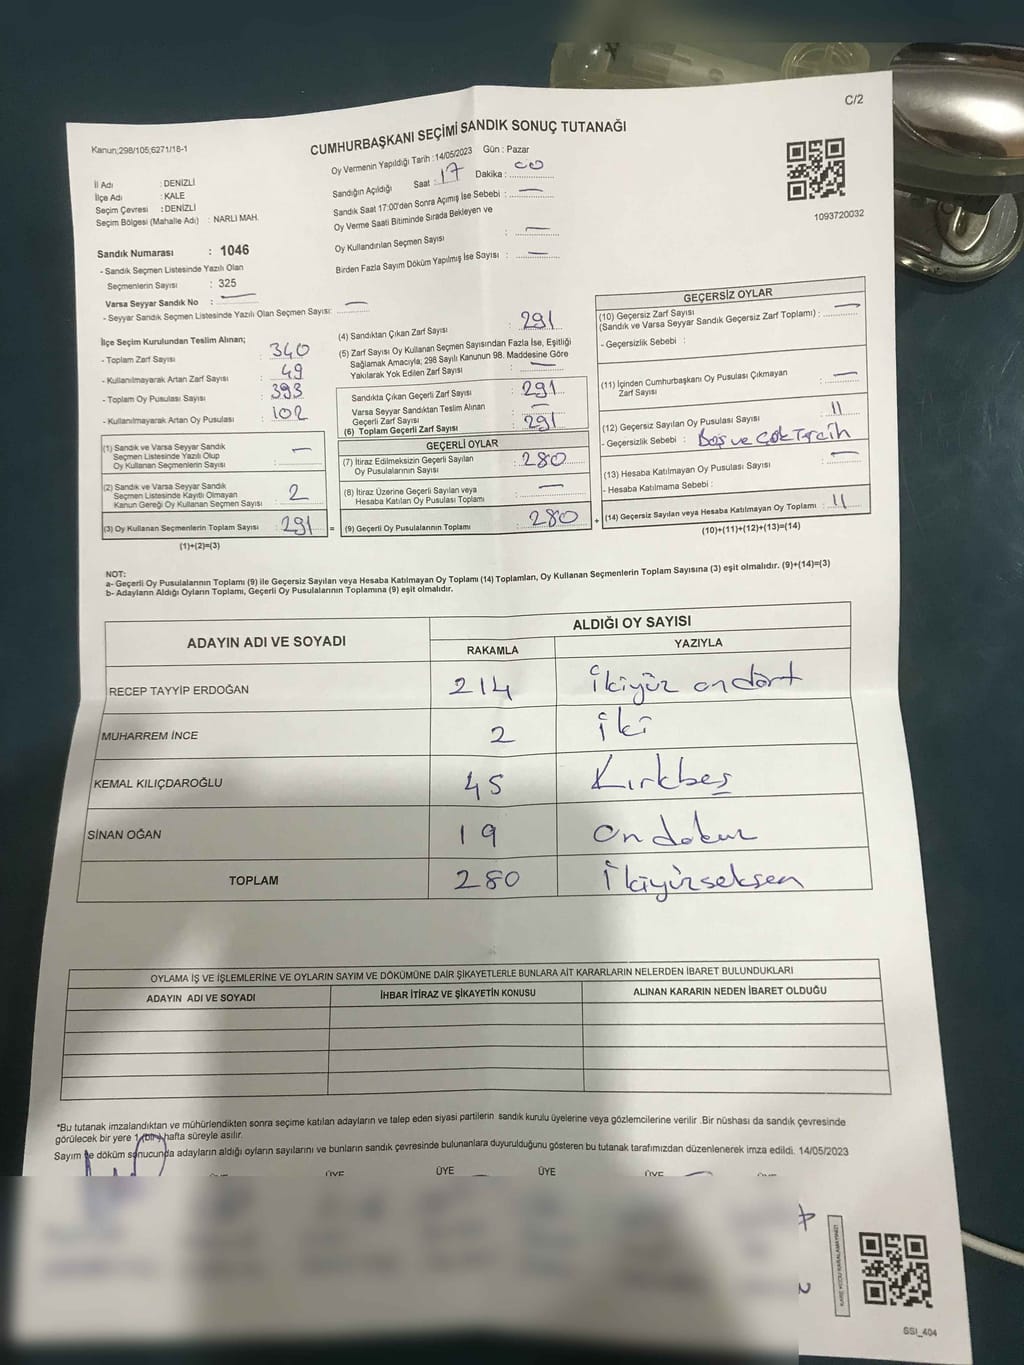 C/2
Kanun;298/105;6271/18-1
CUMHURBAŞKANI SEÇİMİ SANDIK SONUÇ TUTANAĞI
Oy Vermenin Yapıldığı Tarih :14/05/2023 Gün : Pazar
Sandığın Açıldığı Saat : 17 Dakika : 00
Sandık Saat 17:00'den Sonra Açımış İse Sebebi : —
Oy Verme Saati Bitiminde Sırada Bekleyen ve
Oy Kullandırılan Seçmen Sayısı : —
Birden Fazla Sayım Döküm Yapılmış İse Sayısı : —
1093720032
İl Adı : DENİZLİ
İlçe Adı : KALE
Seçim Çevresi : DENİZLİ
Seçim Bölgesi (Mahalle Adı) : NARLI MAH.
Sandık Numarası : 1046
- Sandık Seçmen Listesinde Yazılı Olan
Seçmenlerin Sayısı : 325
Varsa Seyyar Sandık No : —
- Seyyar Sandık Seçmen Listesinde Yazılı Olan Seçmen Sayısı: —
İlçe Seçim Kurulundan Teslim Alınan;
- Toplam Zarf Sayısı : 340
- Kullanılmayarak Artan Zarf Sayısı : 49
- Toplam Oy Pusulası Sayısı : 393
- Kullanılmayarak Artan Oy Pusulası : 102
(1) Sandık ve Varsa Seyyar Sandık
Seçmen Listesinde Yazılı Olup
Oy Kullanan Seçmenlerin Sayısı : —
(2) Sandık ve Varsa Seyyar Sandık
Seçmen Listesinde Kayıtlı Olmayan
Kanun Gereği Oy Kullanan Seçmen Sayısı : 2
(3) Oy Kullanan Seçmenlerin Toplam Sayısı : 291 =
(1)+(2)=(3)
(4) Sandıktan Çıkan Zarf Sayısı : 291
(5) Zarf Sayısı Oy Kullanan Seçmen Sayısından Fazla İse, Eşitliği
Sağlamak Amacıyla; 298 Sayılı Kanunun 98. Maddesine Göre
Yakılarak Yok Edilen Zarf Sayısı : —
Sandıkta Çıkan Geçerli Zarf Sayısı : 291
Varsa Seyyar Sandıktan Teslim Alınan
Geçerli Zarf Sayısı : —
(6) Toplam Geçerli Zarf Sayısı : 291
GEÇERLİ OYLAR
(7) İtiraz Edilmeksizin Geçerli Sayılan
Oy Pusulalarının Sayısı : 280
(8) İtiraz Üzerine Geçerli Sayılan veya
Hesaba Katılan Oy Pusulası Toplamı : —
(9) Geçerli Oy Pusulalarının Toplamı : 280 +
GEÇERSİZ OYLAR
(10) Geçersiz Zarf Sayısı
(Sandık ve Varsa Seyyar Sandık Geçersiz Zarf Toplamı) : —
- Geçersizlik Sebebi :
(11) İçinden Cumhurbaşkanı Oy Pusulası Çıkmayan
Zarf Sayısı : —
(12) Geçersiz Sayılan Oy Pusulası Sayısı : 11
- Geçersizlik Sebebi : Boş ve Çok Tercih
(13) Hesaba Katılmayan Oy Pusulası Sayısı : —
- Hesaba Katılmama Sebebi :
(14) Geçersiz Sayılan veya Hesaba Katılmayan Oy Toplamı : 11
(10)+(11)+(12)+(13)=(14)
NOT:
a- Geçerli Oy Pusulalarının Toplamı (9) ile Geçersiz Sayılan veya Hesaba Katılmayan Oy Toplamı (14) Toplamları, Oy Kullanan Seçmenlerin Toplam Sayısına (3) eşit olmalıdır. (9)+(14)=(3)
b- Adayların Aldığı Oyların Toplamı, Geçerli Oy Pusulalarının Toplamına (9) eşit olmalıdır.
ADAYIN ADI VE SOYADI ALDIĞI OY SAYISI
RAKAMLA YAZIYLA
RECEP TAYYİP ERDOĞAN 214 ikiyüz ondört
MUHARREM İNCE 2 iki
KEMAL KILIÇDAROĞLU 45 Kırkbeş
SİNAN OĞAN 19 on dokuz
TOPLAM 280 ikiyüzseksen
OYLAMA İŞ VE İŞLEMLERİNE VE OYLARIN SAYIM VE DÖKÜMÜNE DAİR ŞİKAYETLERLE BUNLARA AİT KARARLARIN NELERDEN İBARET BULUNDUKLARI
ADAYIN ADI VE SOYADI İHBAR İTİRAZ VE ŞİKAYETİN KONUSU ALINAN KARARIN NEDEN İBARET OLDUĞU
*Bu tutanak imzalandıktan ve mühürlendikten sonra seçime katılan adayların ve talep eden siyasi partilerin sandık kurulu üyelerine veya gözlemcilerine verilir .Bir nüshası da sandık çevresinde
görülecek bir yere 1 (bir) hafta süreyle asılır.
Sayım ve döküm sonucunda adayların aldığı oyların sayılarını ve bunların sandık çevresinde bulunanlara duyurulduğunu gösteren bu tutanak tarafımızdan düzenlenerek imza edildi. 14/05/2023
ÜYE ÜYE ÜYE ÜYE
KARE KODU KARALAMAYINIZ!
SSI_404